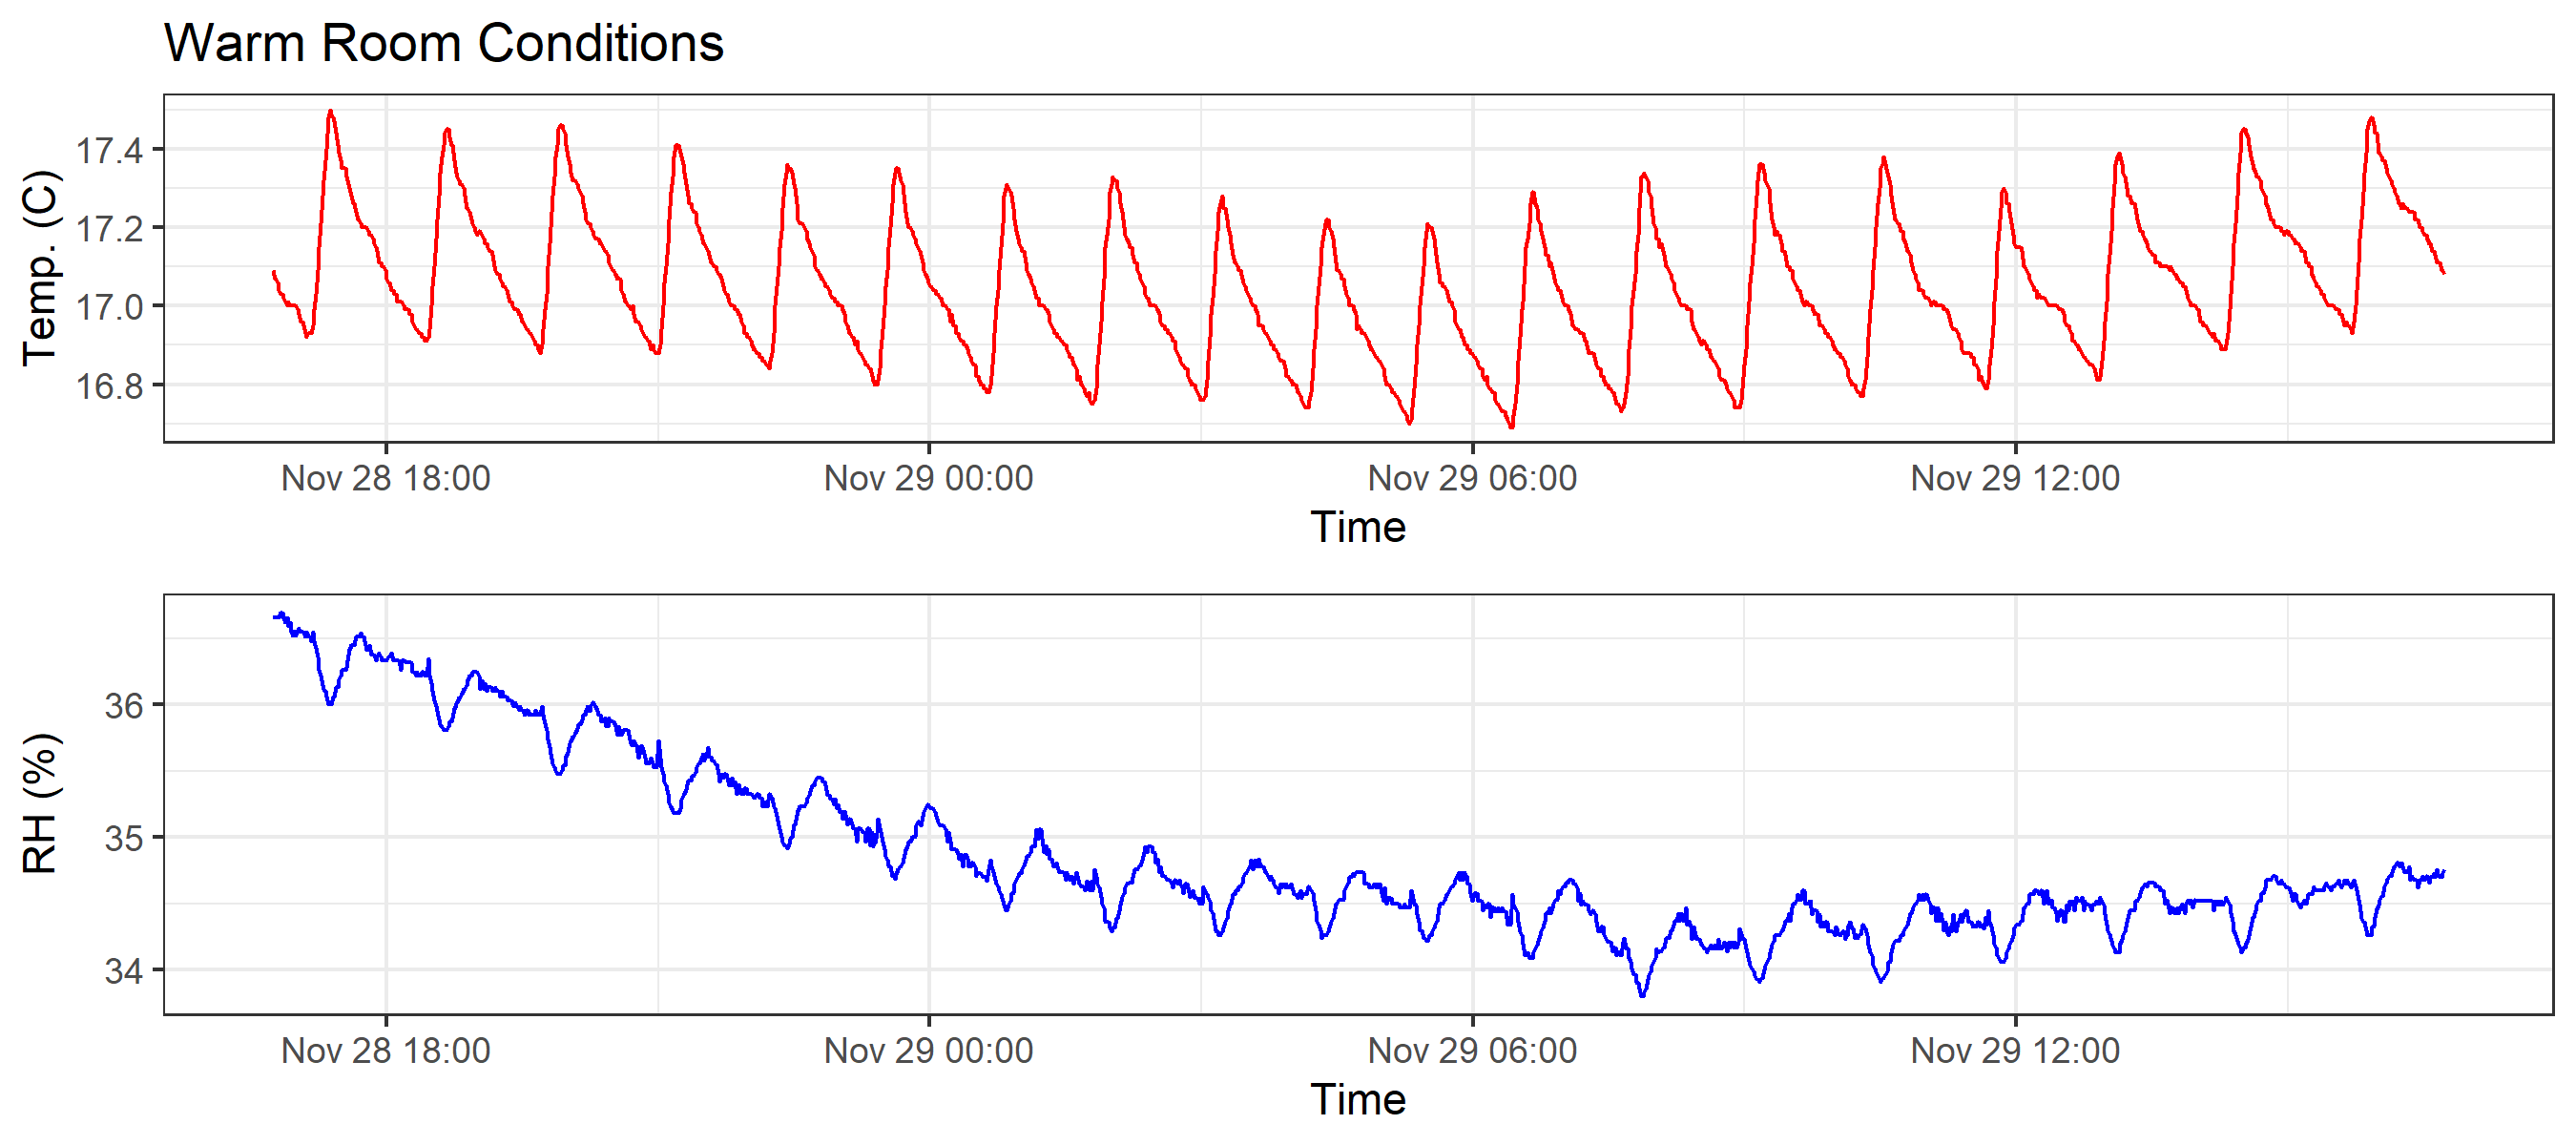 Warm Room Conditions
Temp. (C)
17.4
17.2
17.0
16.8
Nov 28 18:00 Nov 29 00:00 Nov 29 06:00 Nov 29 12:00
Time
RH (%)
36
35
34
Nov 28 18:00 Nov 29 00:00 Nov 29 06:00 Nov 29 12:00
Time